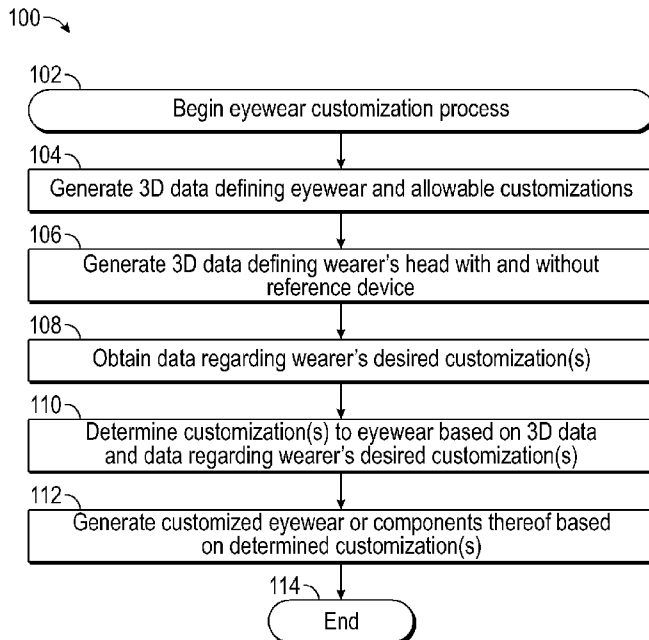 100
102
Begin eyewear customization process
104
Generate 3D data defining eyewear and allowable customizations
106
Generate 3D data defining wearer's head with and without
reference device
108
Obtain data regarding wearer's desired customization(s)
110
Determine customization(s) to eyewear based on 3D data
and data regarding wearer's desired customization(s)
112
Generate customized eyewear or components thereof based
on determined customization(s)
114
End